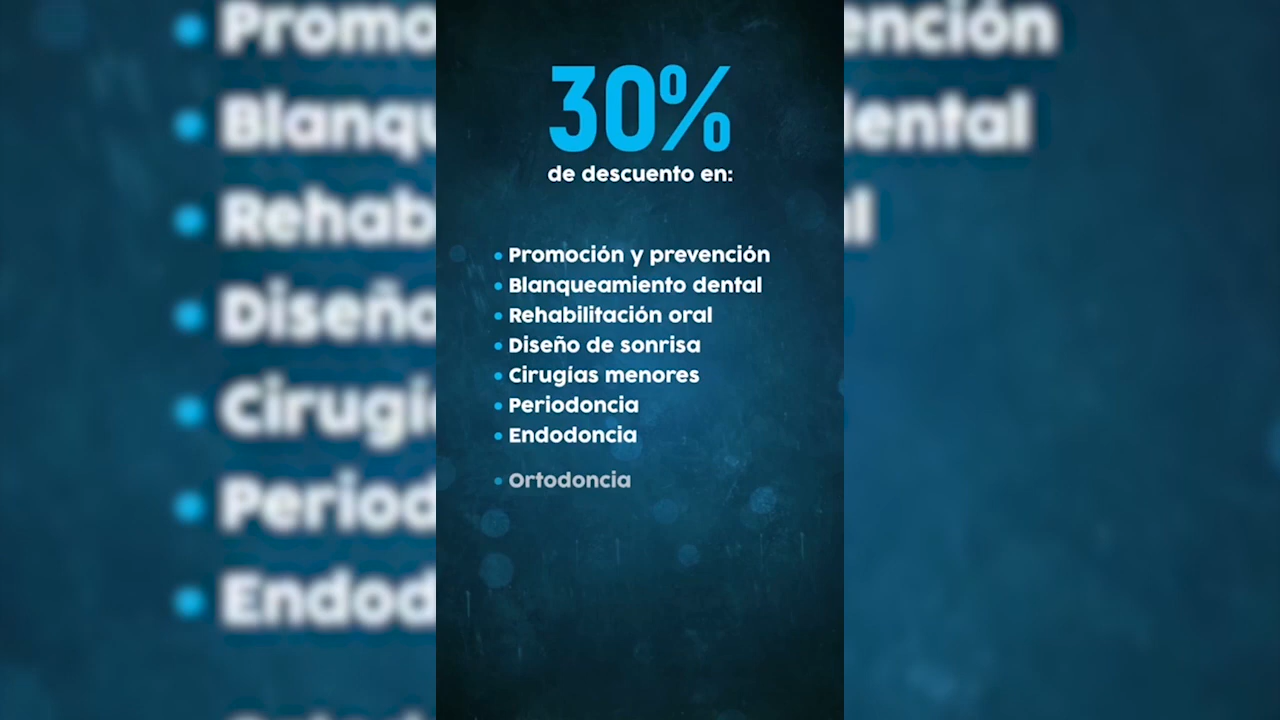 30%
de descuento en:
• Promoción y prevención
• Blanqueamiento dental
• Rehabilitación oral
• Diseño de sonrisa
• Cirugías menores
• Periodoncia
• Endodoncia
• Ortodoncia